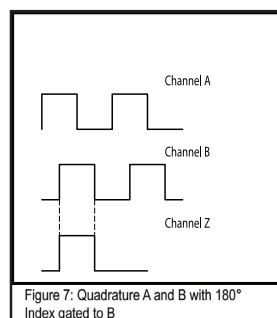 Channel A
Channel B
Channel Z
Figure 7: Quadrature A and B with 180°
Index gated to B